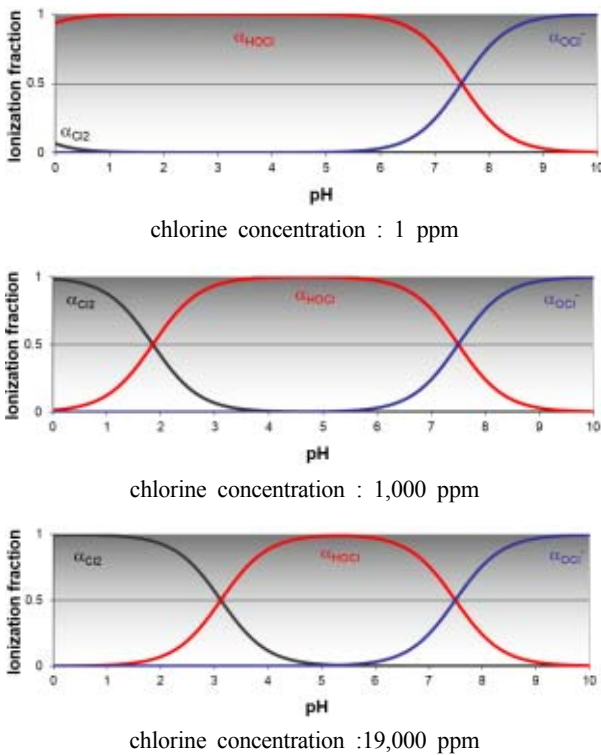 Ionization fraction
1
0.5
0
αHOCl
αOCl-
αCl2
0 1 2 3 4 5 6 7 8 9 10
pH
chlorine concentration : 1 ppm
Ionization fraction
1
0.5
0
αCl2
αHOCl
αOCl-
0 1 2 3 4 5 6 7 8 9 10
pH
chlorine concentration : 1,000 ppm
Ionization fraction
1
0.5
0
αCl2
αHOCl
αOCl-
0 1 2 3 4 5 6 7 8 9 10
pH
chlorine concentration :19,000 ppm